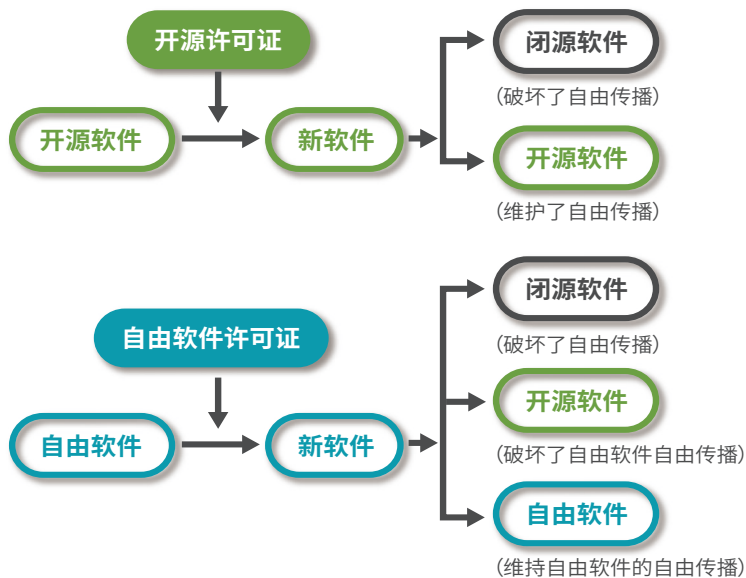 开源许可证
开源软件
新软件
闭源软件
(破坏了自由传播)
开源软件
(维护了自由传播)
自由软件许可证
自由软件
新软件
闭源软件
(破坏了自由传播)
开源软件
(破坏了自由软件自由传播)
自由软件
(维持自由软件的自由传播)